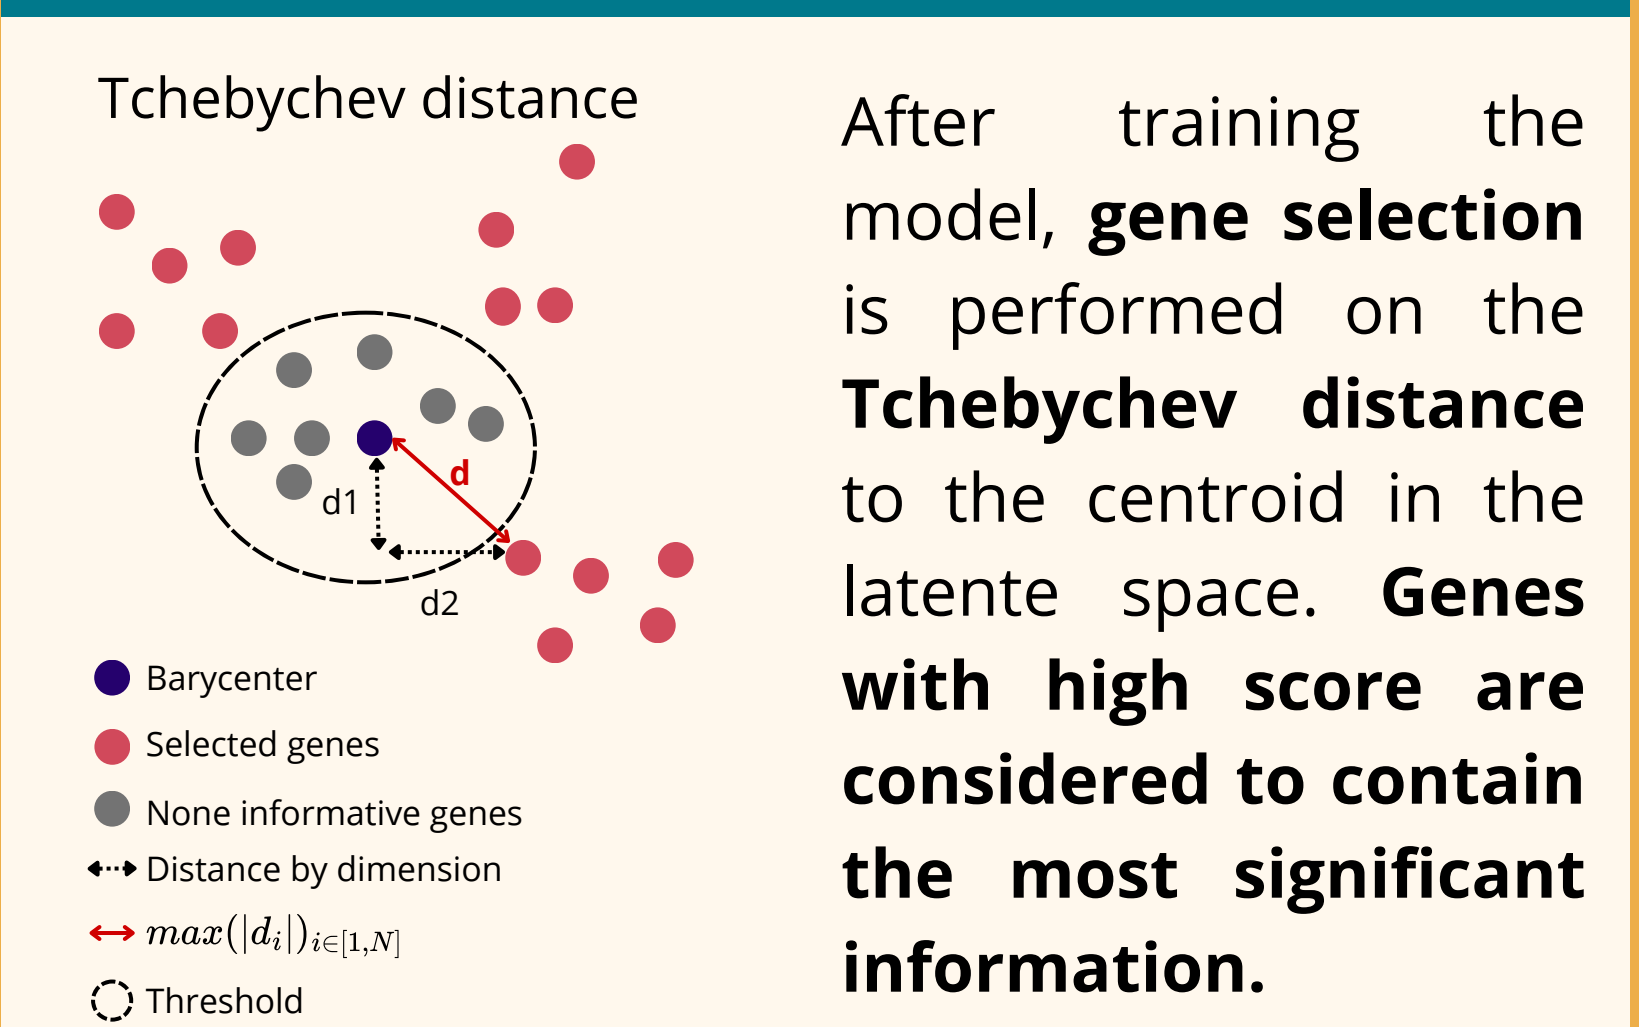 Tchebychev distance
d
d1
d2
Barycenter
Selected genes
None informative genes
Distance by dimension
max(|d_i|)_{i∈[1,N]}
Threshold
After training the
model, gene selection
is performed on the
Tchebychev distance
to the centroid in the
latente space. Genes
with high score are
considered to contain
the most significant
information.